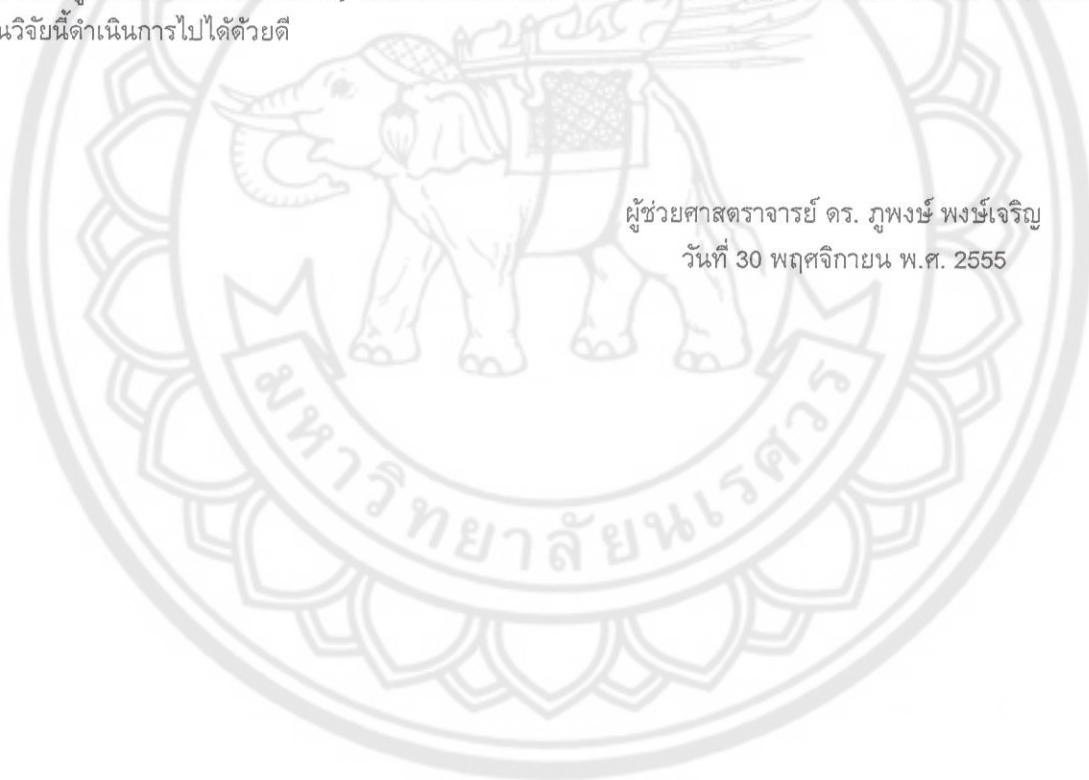 นวิจัยนี้ดำเนินการไปได้ด้วยดี
ผู้ช่วยศาสตราจารย์ ดร. ภูพงษ์ พงษ์เจริญ
วันที่ 30 พฤศจิกายน พ.ศ. 2555
มหาวิทยาลัยนเรศวร